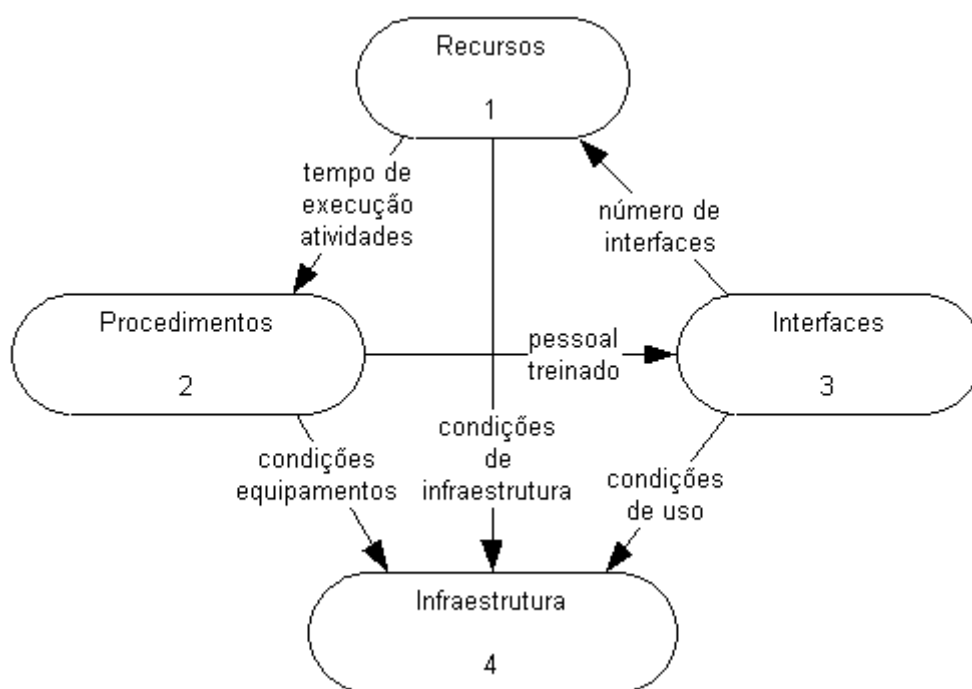 Recursos
1
tempo de
execução
atividades
número de
interfaces
Procedimentos
2
pessoal
treinado
Interfaces
3
condições
equipamentos
condições
de
infraestrutura
condições
de uso
Infraestrutura
4